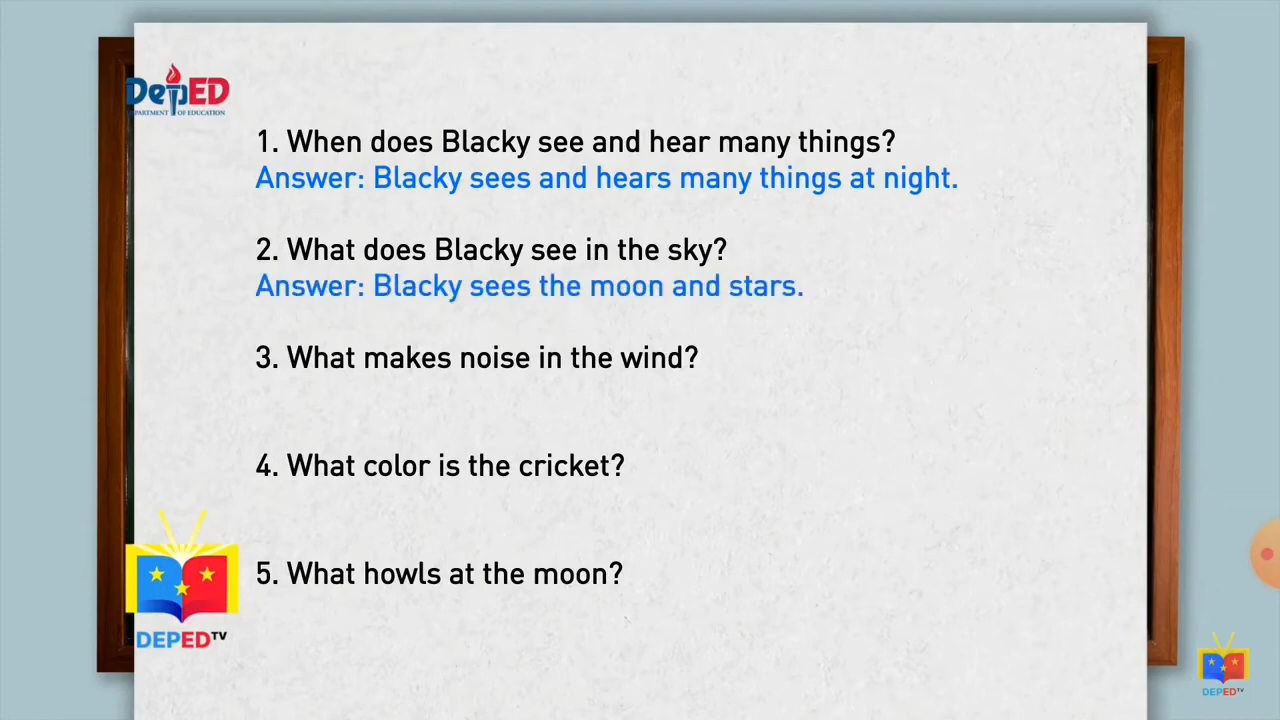 DepED
DEPARTMENT OF EDUCATION
1. When does Blacky see and hear many things?
Answer: Blacky sees and hears many things at night.
2. What does Blacky see in the sky?
Answer: Blacky sees the moon and stars.
3. What makes noise in the wind?
4. What color is the cricket?
5. What howls at the moon?
DEPED TV
DEPED TV